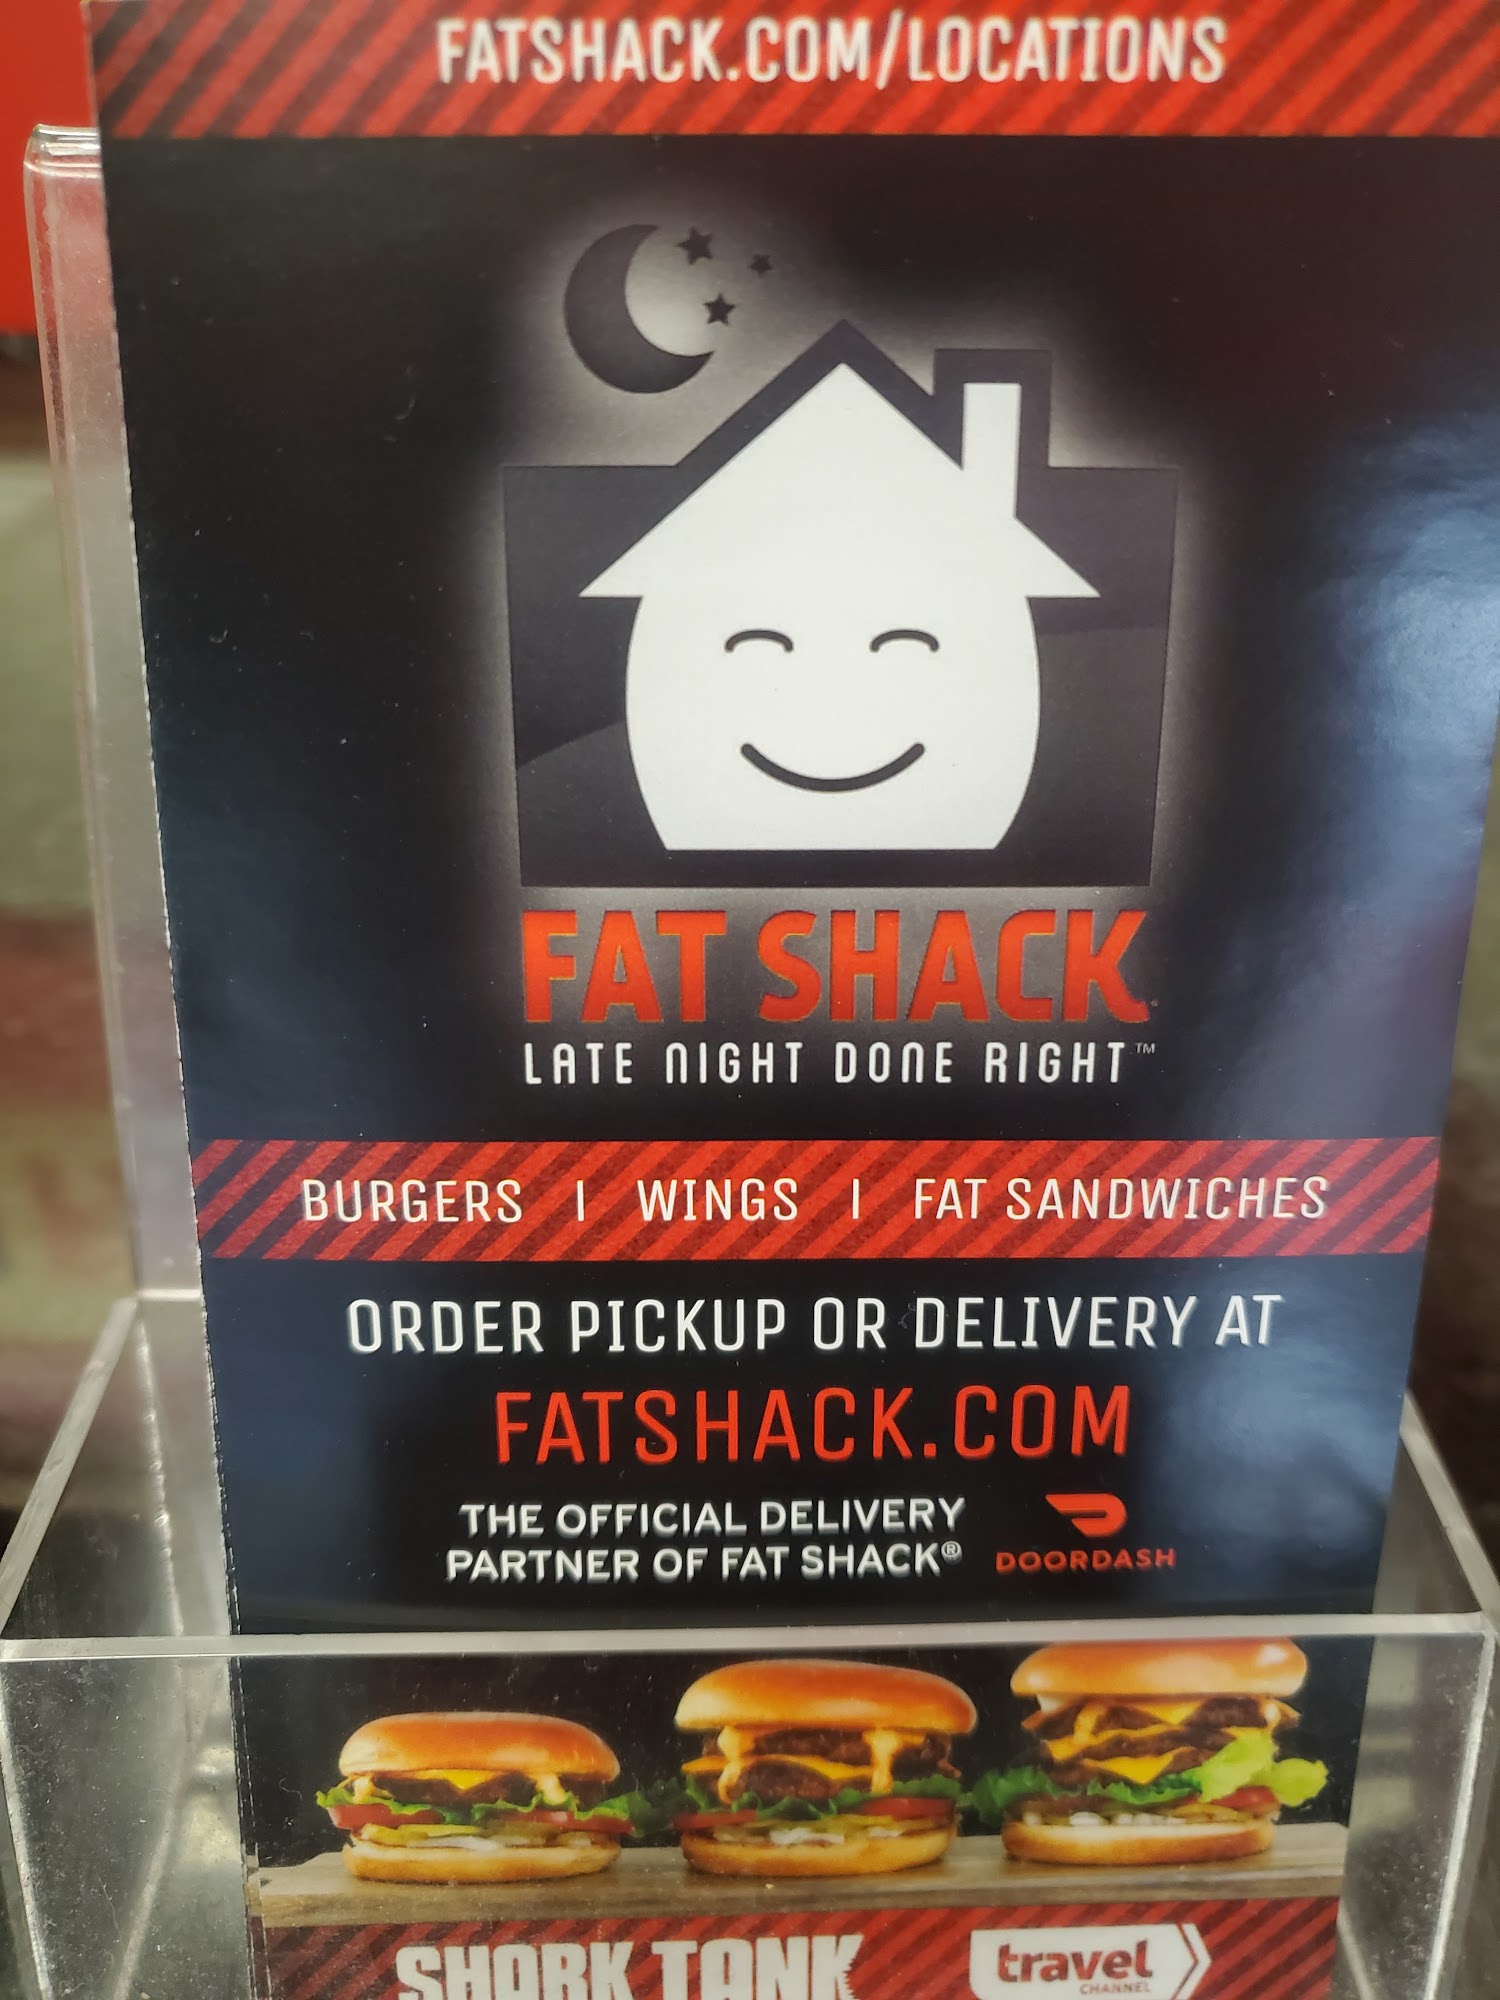 FATSHACK.COM/LOCATIONS
FAT SHACK
LATE NIGHT DONE RIGHT™
BURGERS | WINGS | FAT SANDWICHES
ORDER PICKUP OR DELIVERY AT
FATSHACK.COM
THE OFFICIAL DELIVERY
PARTNER OF FAT SHACK®
DOORDASH
SHARK TANK
travel
CHANNEL